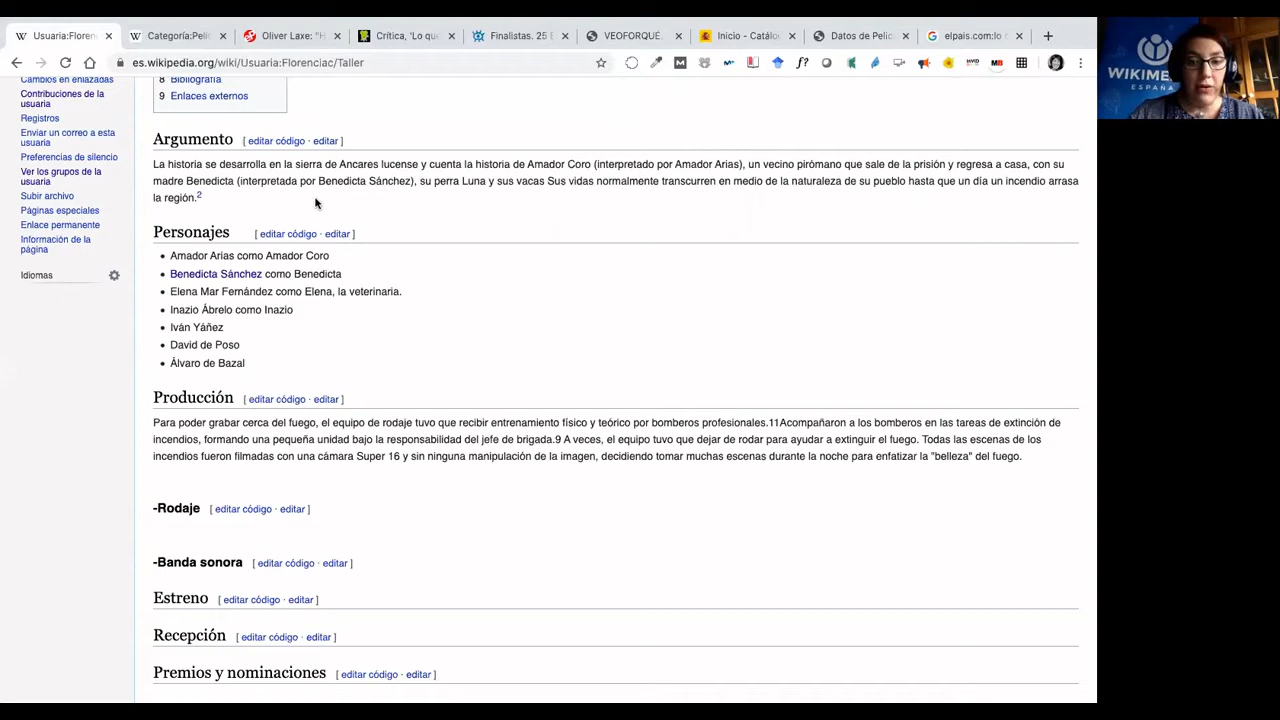 Usuaria:Floren
Categoría:Pelí
Oliver Laxe: "H
Crítica, 'Lo que
Finalistas. 25 E
VEOFORQUÉ.
Inicio - Catálo
Datos de Pelíc
elpais.com:lo
es.wikipedia.org/wiki/Usuaria:Florenciac/Taller
WIKIME
ESPAÑA
Cambios en enlazadas
Contribuciones de la
usuaria
Registros
Enviar un correo a esta
usuaria
Preferencias de silencio
Ver los grupos de la
usuaria
Subir archivo
Páginas especiales
Enlace permanente
Información de la
página
Idiomas
8 Bibliografía
9 Enlaces externos
Argumento [ editar código · editar ]
La historia se desarrolla en la sierra de Ancares lucense y cuenta la historia de Amador Coro (interpretado por Amador Arias), un vecino pirómano que sale de la prisión y regresa a casa, con su
madre Benedicta (interpretada por Benedicta Sánchez), su perra Luna y sus vacas Sus vidas normalmente transcurren en medio de la naturaleza de su pueblo hasta que un día un incendio arrasa
la región.2
Personajes [ editar código · editar ]
• Amador Arias como Amador Coro
• Benedicta Sánchez como Benedicta
• Elena Mar Fernández como Elena, la veterinaria.
• Inazio Ábrelo como Inazio
• Iván Yáñez
• David de Poso
• Álvaro de Bazal
Producción [ editar código · editar ]
Para poder grabar cerca del fuego, el equipo de rodaje tuvo que recibir entrenamiento físico y teórico por bomberos profesionales.11Acompañaron a los bomberos en las tareas de extinción de
incendios, formando una pequeña unidad bajo la responsabilidad del jefe de brigada.9 A veces, el equipo tuvo que dejar de rodar para ayudar a extinguir el fuego. Todas las escenas de los
incendios fueron filmadas con una cámara Super 16 y sin ninguna manipulación de la imagen, decidiendo tomar muchas escenas durante la noche para enfatizar la "belleza" del fuego.
-Rodaje [ editar código · editar ]
-Banda sonora [ editar código · editar ]
Estreno [ editar código · editar ]
Recepción [ editar código · editar ]
Premios y nominaciones [ editar código · editar ]